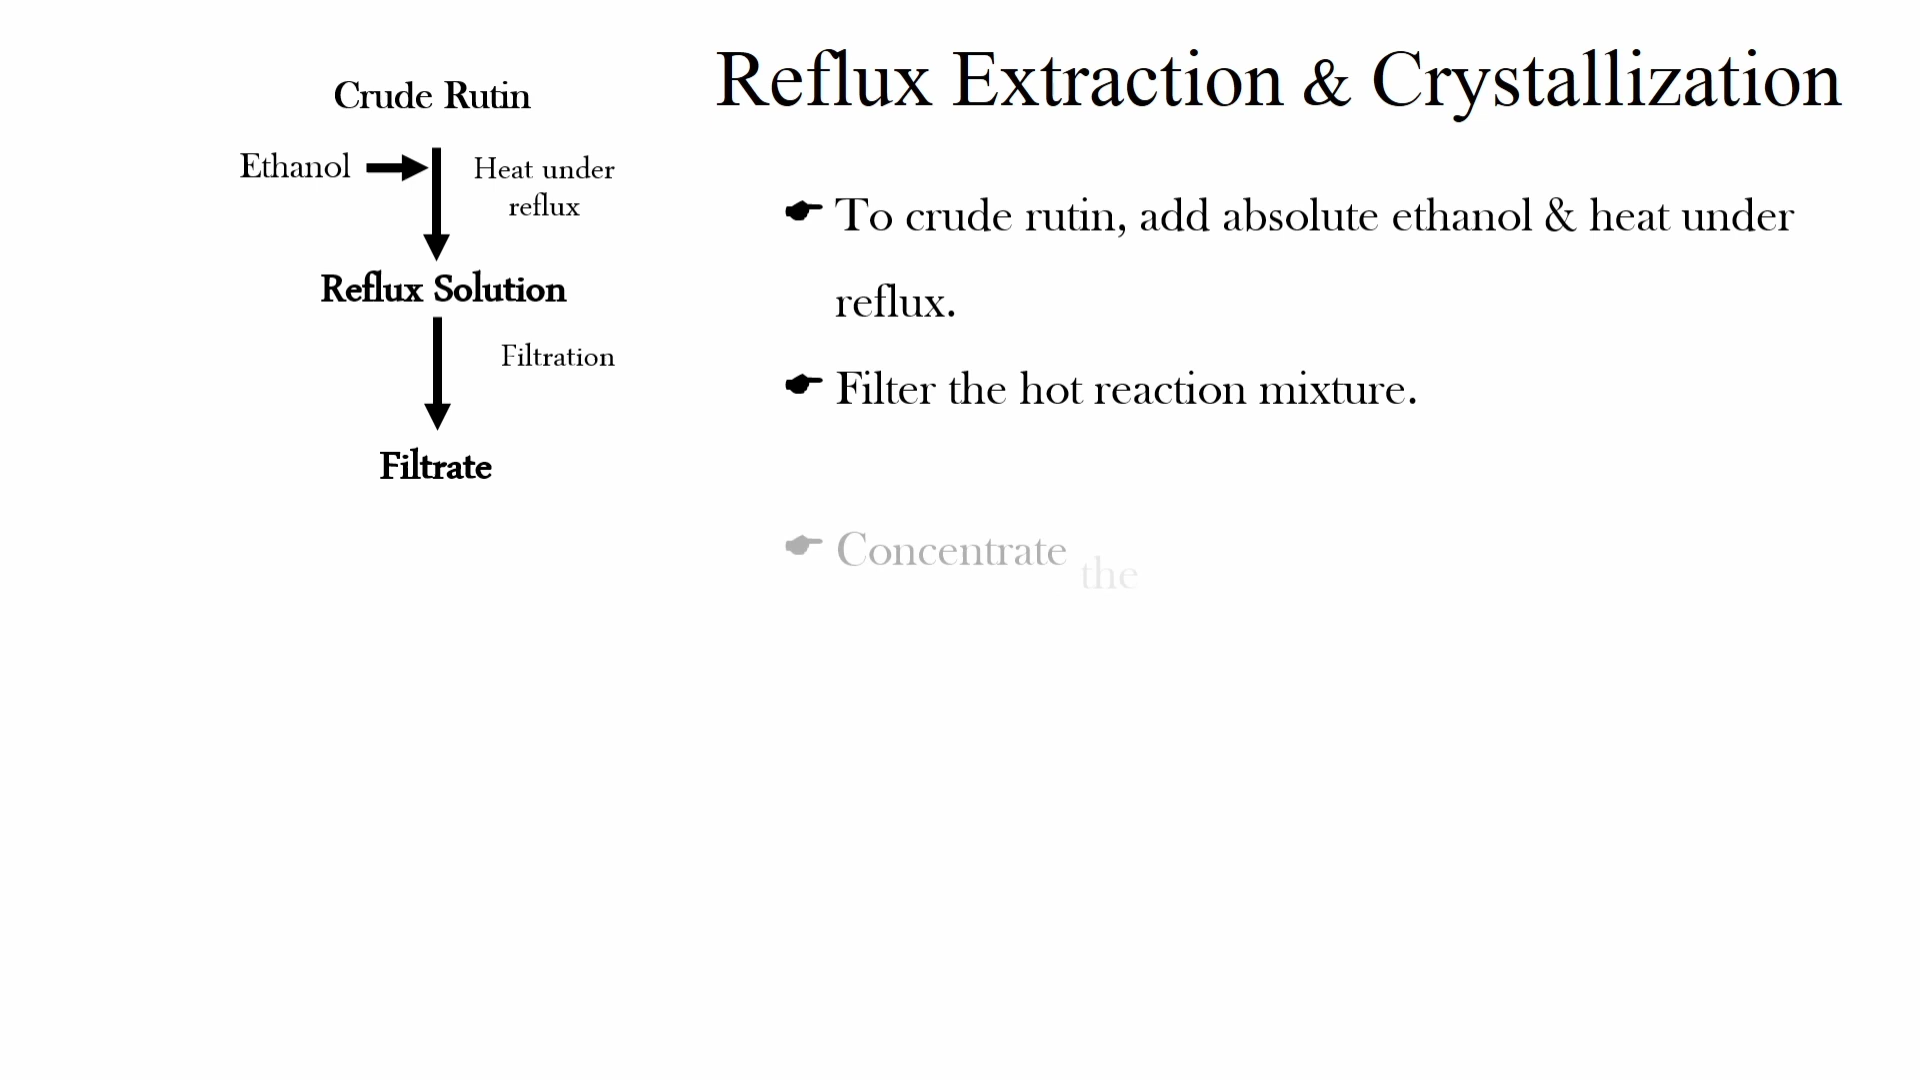 Reflux Extraction & Crystallization
Crude Rutin
Ethanol
Heat under
reflux
Reflux Solution
Filtration
Filtrate
To crude rutin, add absolute ethanol & heat under
reflux.
Filter the hot reaction mixture.
Concentrate the